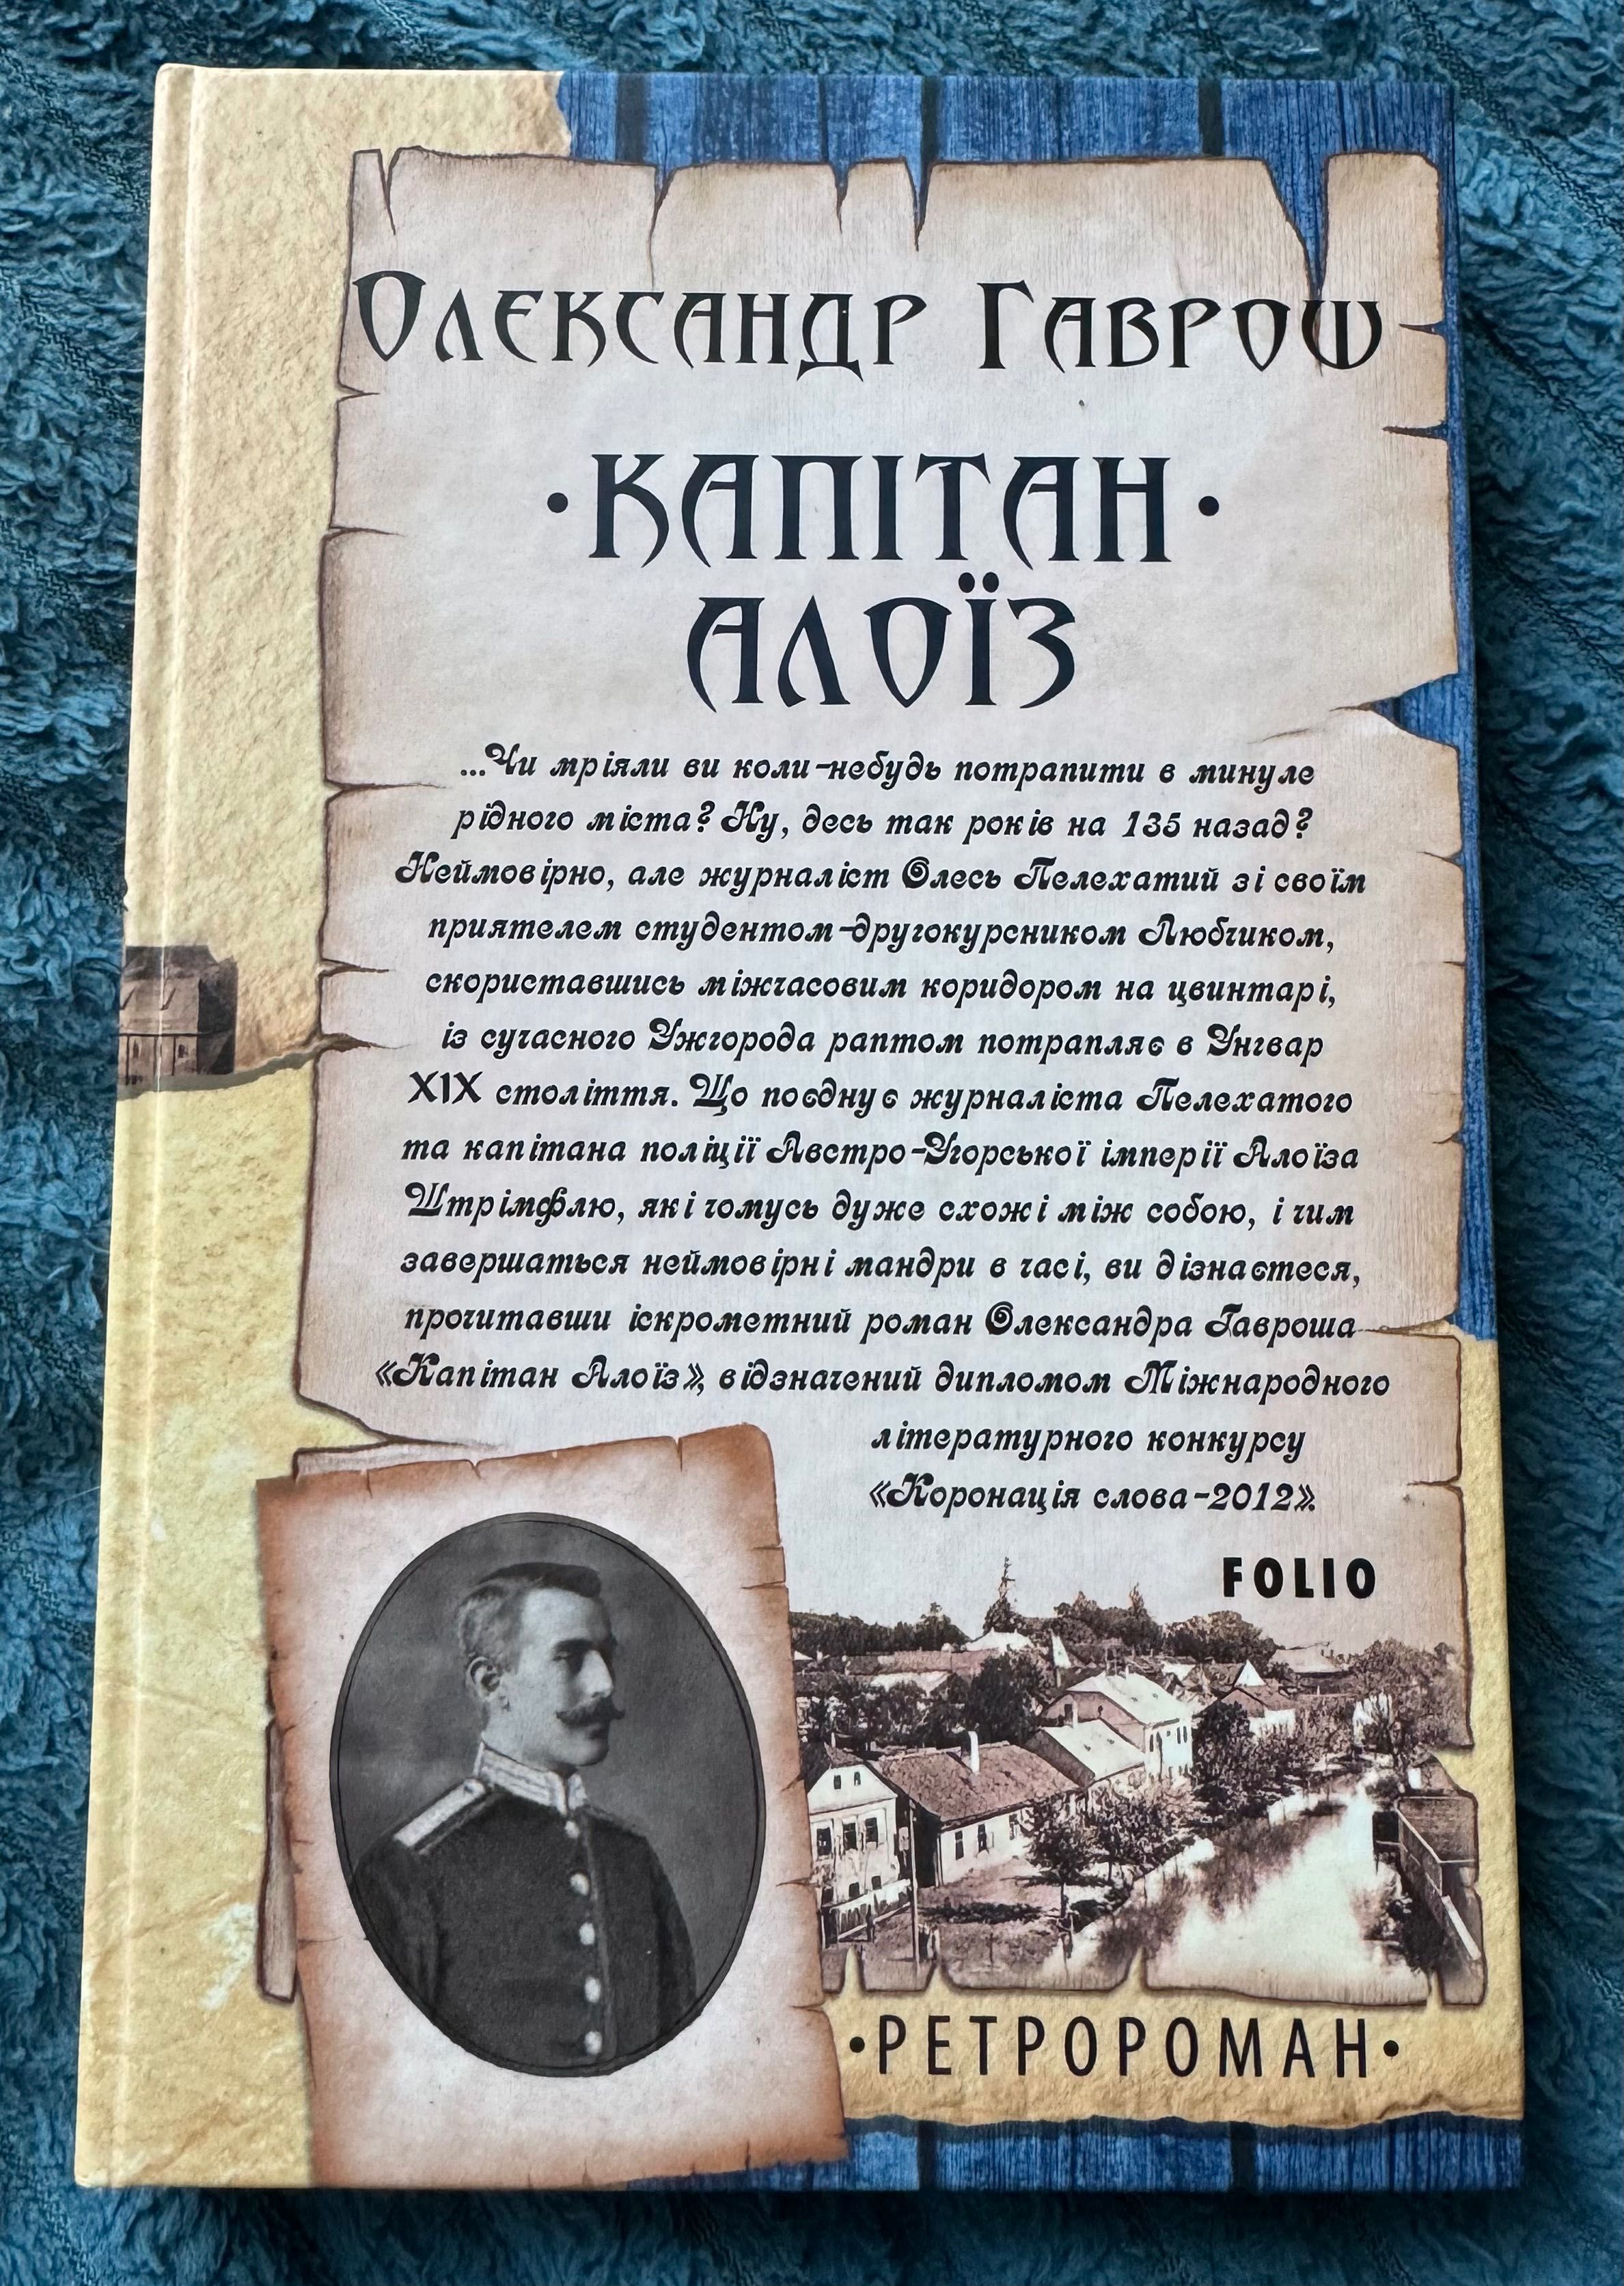 Олександр Гаврош
·КАПІТАН·
АЛОЇЗ
...Чи мріяли ви коли-небудь потрапити в минуле
рідного міста? Ну, десь так років на 135 назад?
Неймовірно, але журналіст Олесь Пелехатий зі своїм
приятелем студентом-другокурсником Любчиком,
скориставшись міжчасовим коридором на цвинтарі,
із сучасного Ужгорода раптом потрапляє в Унгвар
XIX століття. Що поєднує журналіста Пелехатого
та капітана поліції Австро-Угорської імперії Алоїза
Штрімфлю, які чомусь дуже схожі між собою, і чим
завершаться неймовірні мандри в часі, ви дізнаєтеся,
прочитавши іскрометний роман Олександра Гавроша
«Капітан Алоїз», відзначений дипломом Міжнародного
літературного конкурсу
«Коронація слова-2012».
FOLIO
·РЕТРОРОМАН·